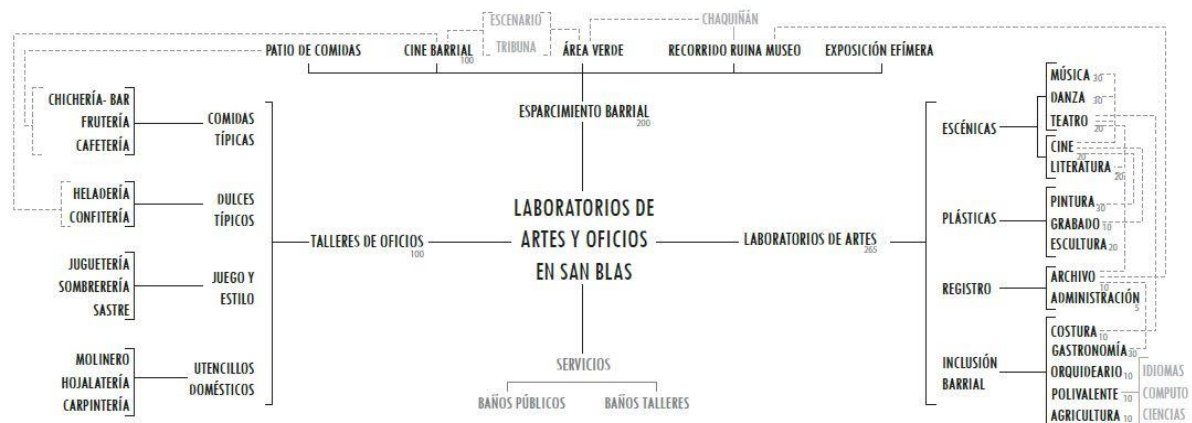 ESCENARIO
TRIBUNA
CHAQUIÑÁN
PATIO DE COMIDAS
CINE BARRIAL
100
ÁREA VERDE
RECORRIDO RUINA MUSEO
EXPOSICIÓN EFÍMERA
ESPARCIMIENTO BARRIAL
200
CHICHERÍA- BAR
FRUTERÍA
CAFETERÍA
COMIDAS
TÍPICAS
HELADERÍA
CONFITERÍA
DULCES
TÍPICOS
JUGUETERÍA
SOMBRERERÍA
SASTRE
JUEGO Y
ESTILO
MOLINERO
HOJALATERÍA
CARPINTERÍA
UTENCILLOS
DOMÉSTICOS
TALLERES DE OFICIOS
100
LABORATORIOS DE
ARTES Y OFICIOS
EN SAN BLAS
LABORATORIOS DE ARTES
265
ESCÉNICAS
MÚSICA 30
DANZA 30
TEATRO
20
CINE
20
LITERATURA 20
PLÁSTICAS
PINTURA
30
GRABADO 10
ESCULTURA 20
REGISTRO
ARCHIVO
10
ADMINISTRACIÓN
5
INCLUSIÓN
BARRIAL
COSTURA 10
GASTRONOMÍA 30
ORQUIDEARIO 10
POLIVALENTE 10
AGRICULTURA 10
IDIOMAS
COMPUTO
CIENCIAS
SERVICIOS
BAÑOS PÚBLICOS
BAÑOS TALLERES